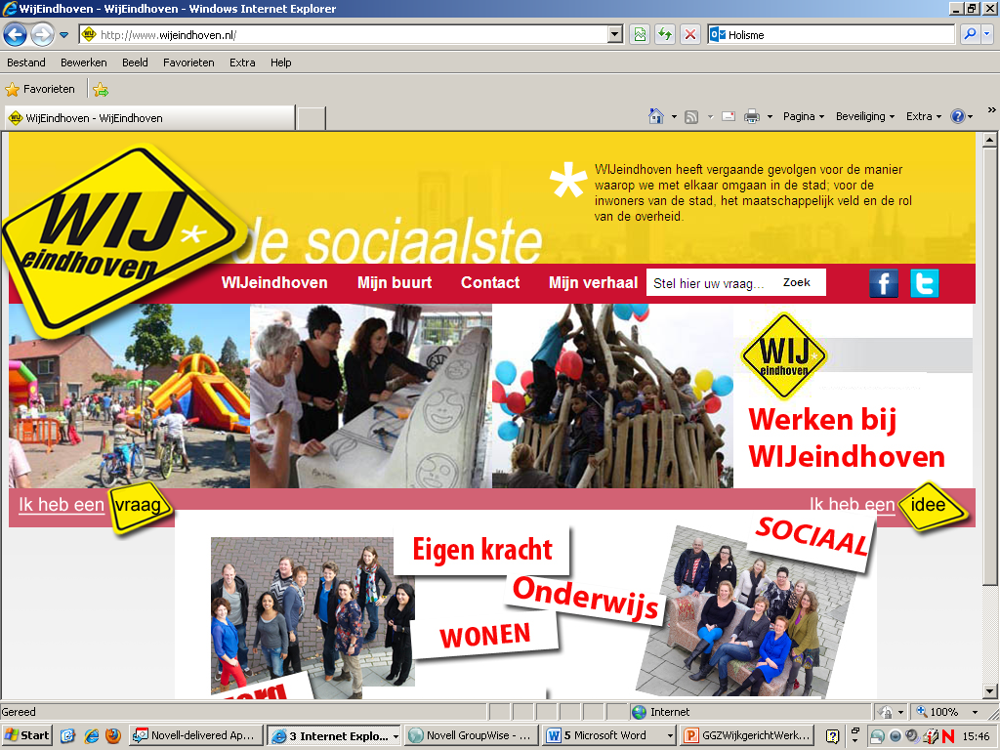 WijEindhoven - WijEindhoven - Windows Internet Explorer
http://www.wijeindhoven.nl/
Holisme
Bestand Bewerken Beeld Favorieten Extra Help
Favorieten
WijEindhoven - WijEindhoven
Pagina Beveiliging Extra
WIJ*
eindhoven
de sociaalste
* WIJeindhoven heeft vergaande gevolgen voor de manier
waarop we met elkaar omgaan in de stad; voor de
inwoners van de stad, het maatschappelijk veld en de rol
van de overheid.
WIJeindhoven Mijn buurt Contact Mijn verhaal Stel hier uw vraag... Zoek
WIJ*
eindhoven
Werken bij
WIJeindhoven
Ik heb een vraag
Ik heb een idee
SOCIAAL
Eigen kracht
Onderwijs
WONEN
zorg
Gereed Internet 100%
Start Novell-delivered Ap... 3 Internet Explo... Novell GroupWise - ... 5 Microsoft Word GGZWijkgerichtWerk... 15:46